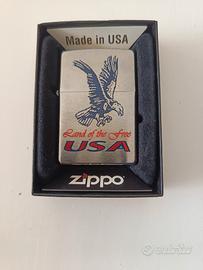 Made in USA
Land of the Free
USA
zippo